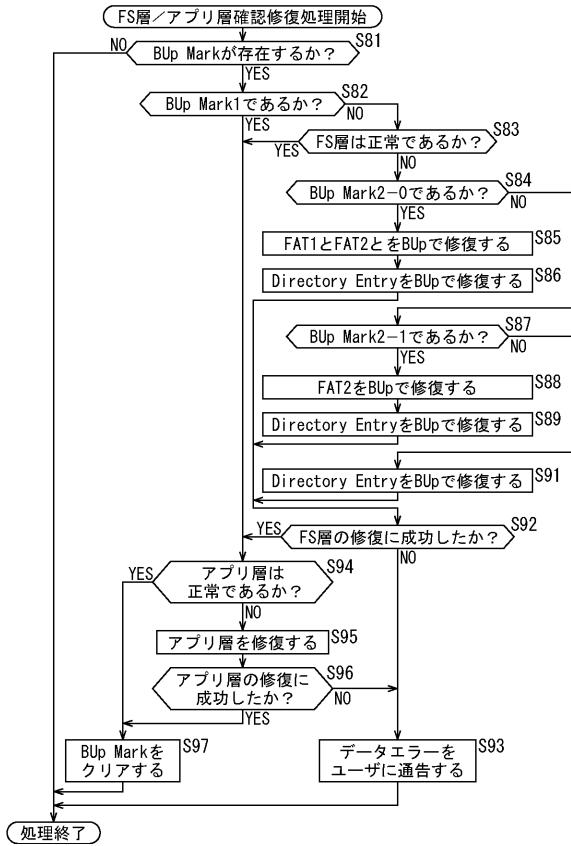 FS層／アプリ層確認修復処理開始
S81
NO
BUp Markが存在するか？
YES
S82
BUp Mark1であるか？
NO
YES
S83
FS層は正常であるか？
YES
NO
S84
BUp Mark2−0であるか？
NO
YES
FAT1とFAT2とをBUpで修復する
S85
Directory EntryをBUpで修復する
S86
S87
BUp Mark2−1であるか？
NO
YES
FAT2をBUpで修復する
S88
Directory EntryをBUpで修復する
S89
Directory EntryをBUpで修復する
S91
S92
YES
FS層の修復に成功したか？
NO
S94
YES
アプリ層は
正常であるか？
NO
アプリ層を修復する
S95
S96
アプリ層の修復に
成功したか？
NO
YES
BUp Markを
クリアする
S97
データエラーを
ユーザに通告する
S93
処理終了